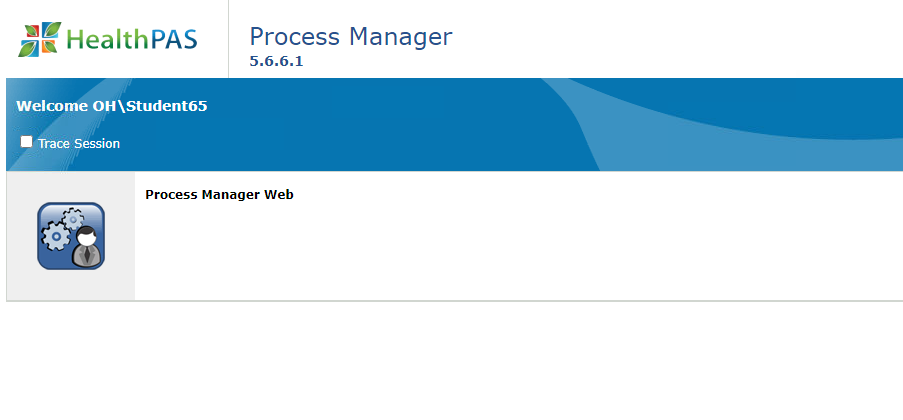 HealthPAS
Process Manager
5.6.6.1
Welcome OH\Student65
Trace Session
Process Manager Web